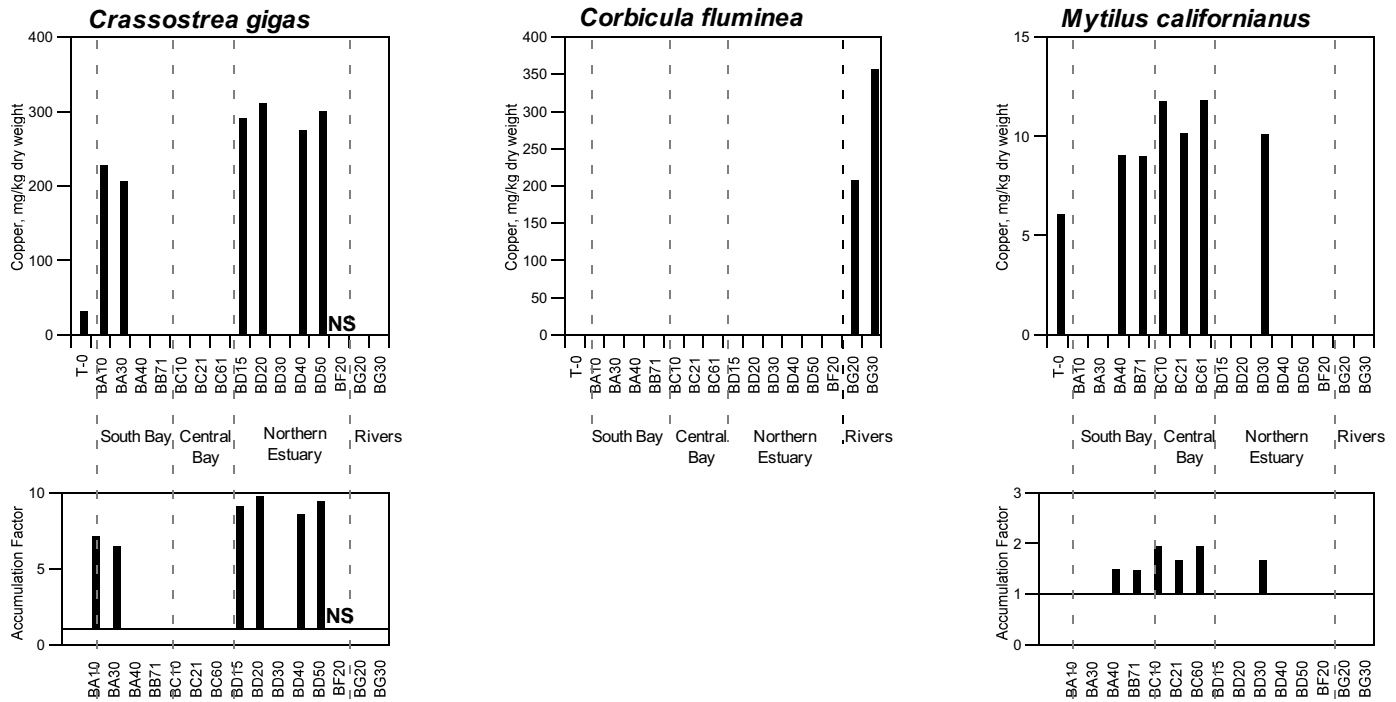 Crassostrea gigas
Copper, mg/kg dry weight
400
300
200
100
0
NS
T-0
BA10
BA30
BA40
BB71
BC10
BC21
BC61
BD15
BD20
BD30
BD40
BD50
BF20
BG20
BG30
South Bay
Central
Bay
Northern
Estuary
Rivers
Accumulation Factor
10
5
0
NS
BA10
BA30
BA40
BB71
BC10
BC21
BC60
BD15
BD20
BD30
BD40
BD50
BF20
BG20
BG30
Corbicula fluminea
Copper, mg/kg dry weight
400
350
300
250
200
150
100
50
0
T-0
BA10
BA30
BA40
BB71
BC10
BC21
BC61
BD15
BD20
BD30
BD40
BD50
BF20
BG20
BG30
South Bay
Central
Bay
Northern
Estuary
Rivers
Mytilus californianus
Copper, mg/kg dry weight
15
10
5
0
T-0
BA10
BA30
BA40
BB71
BC10
BC21
BC61
BD15
BD20
BD30
BD40
BD50
BF20
BG20
BG30
South Bay
Central
Bay
Northern
Estuary
Rivers
Accumulation Factor
3
2
1
0
BA10
BA30
BA40
BB71
BC10
BC21
BC60
BD15
BD20
BD30
BD40
BD50
BF20
BG20
BG30